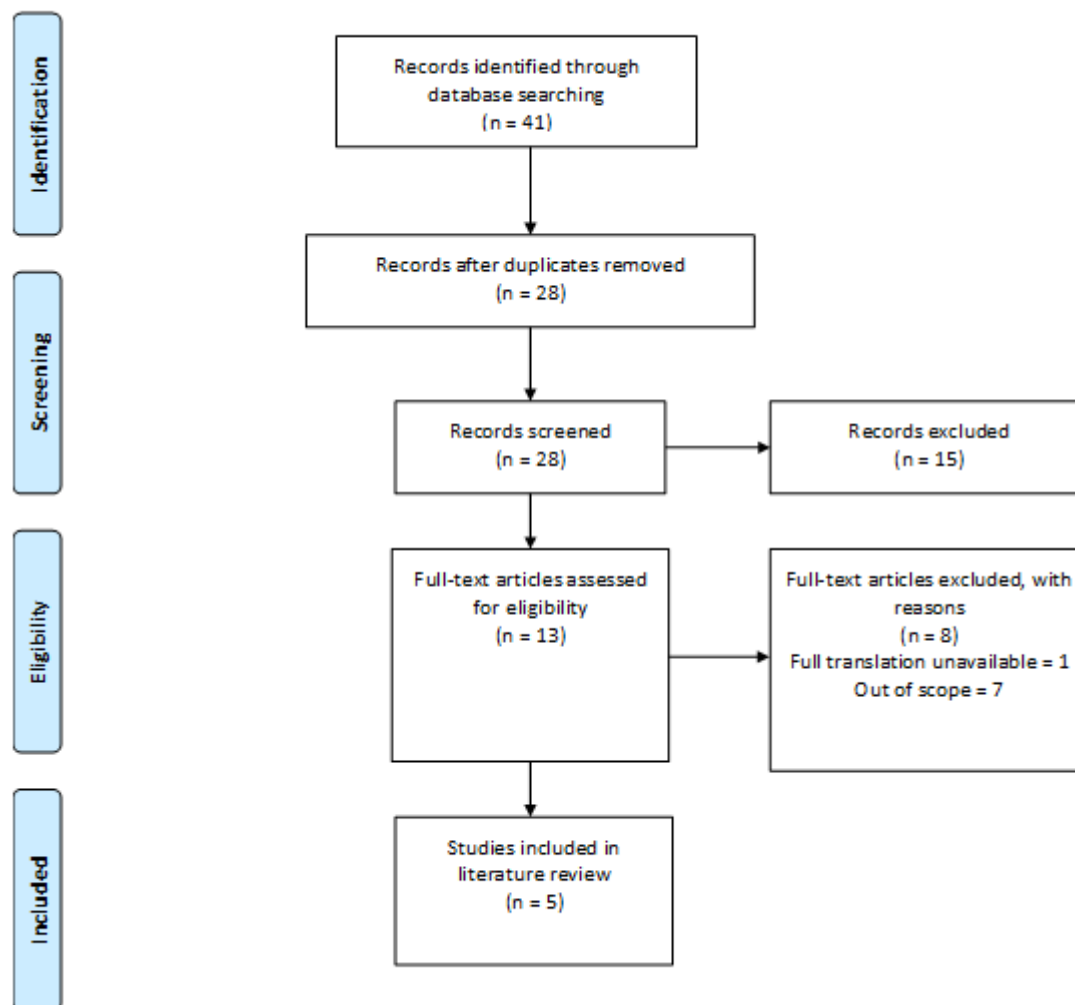 Identification
Records identified through
database searching
(n = 41)
Records after duplicates removed
(n = 28)
Screening
Records screened
(n = 28)
Records excluded
(n = 15)
Eligibility
Full-text articles assessed
for eligibility
(n = 13)
Full-text articles excluded, with
reasons
(n = 8)
Full translation unavailable = 1
Out of scope = 7
Included
Studies included in
literature review
(n = 5)